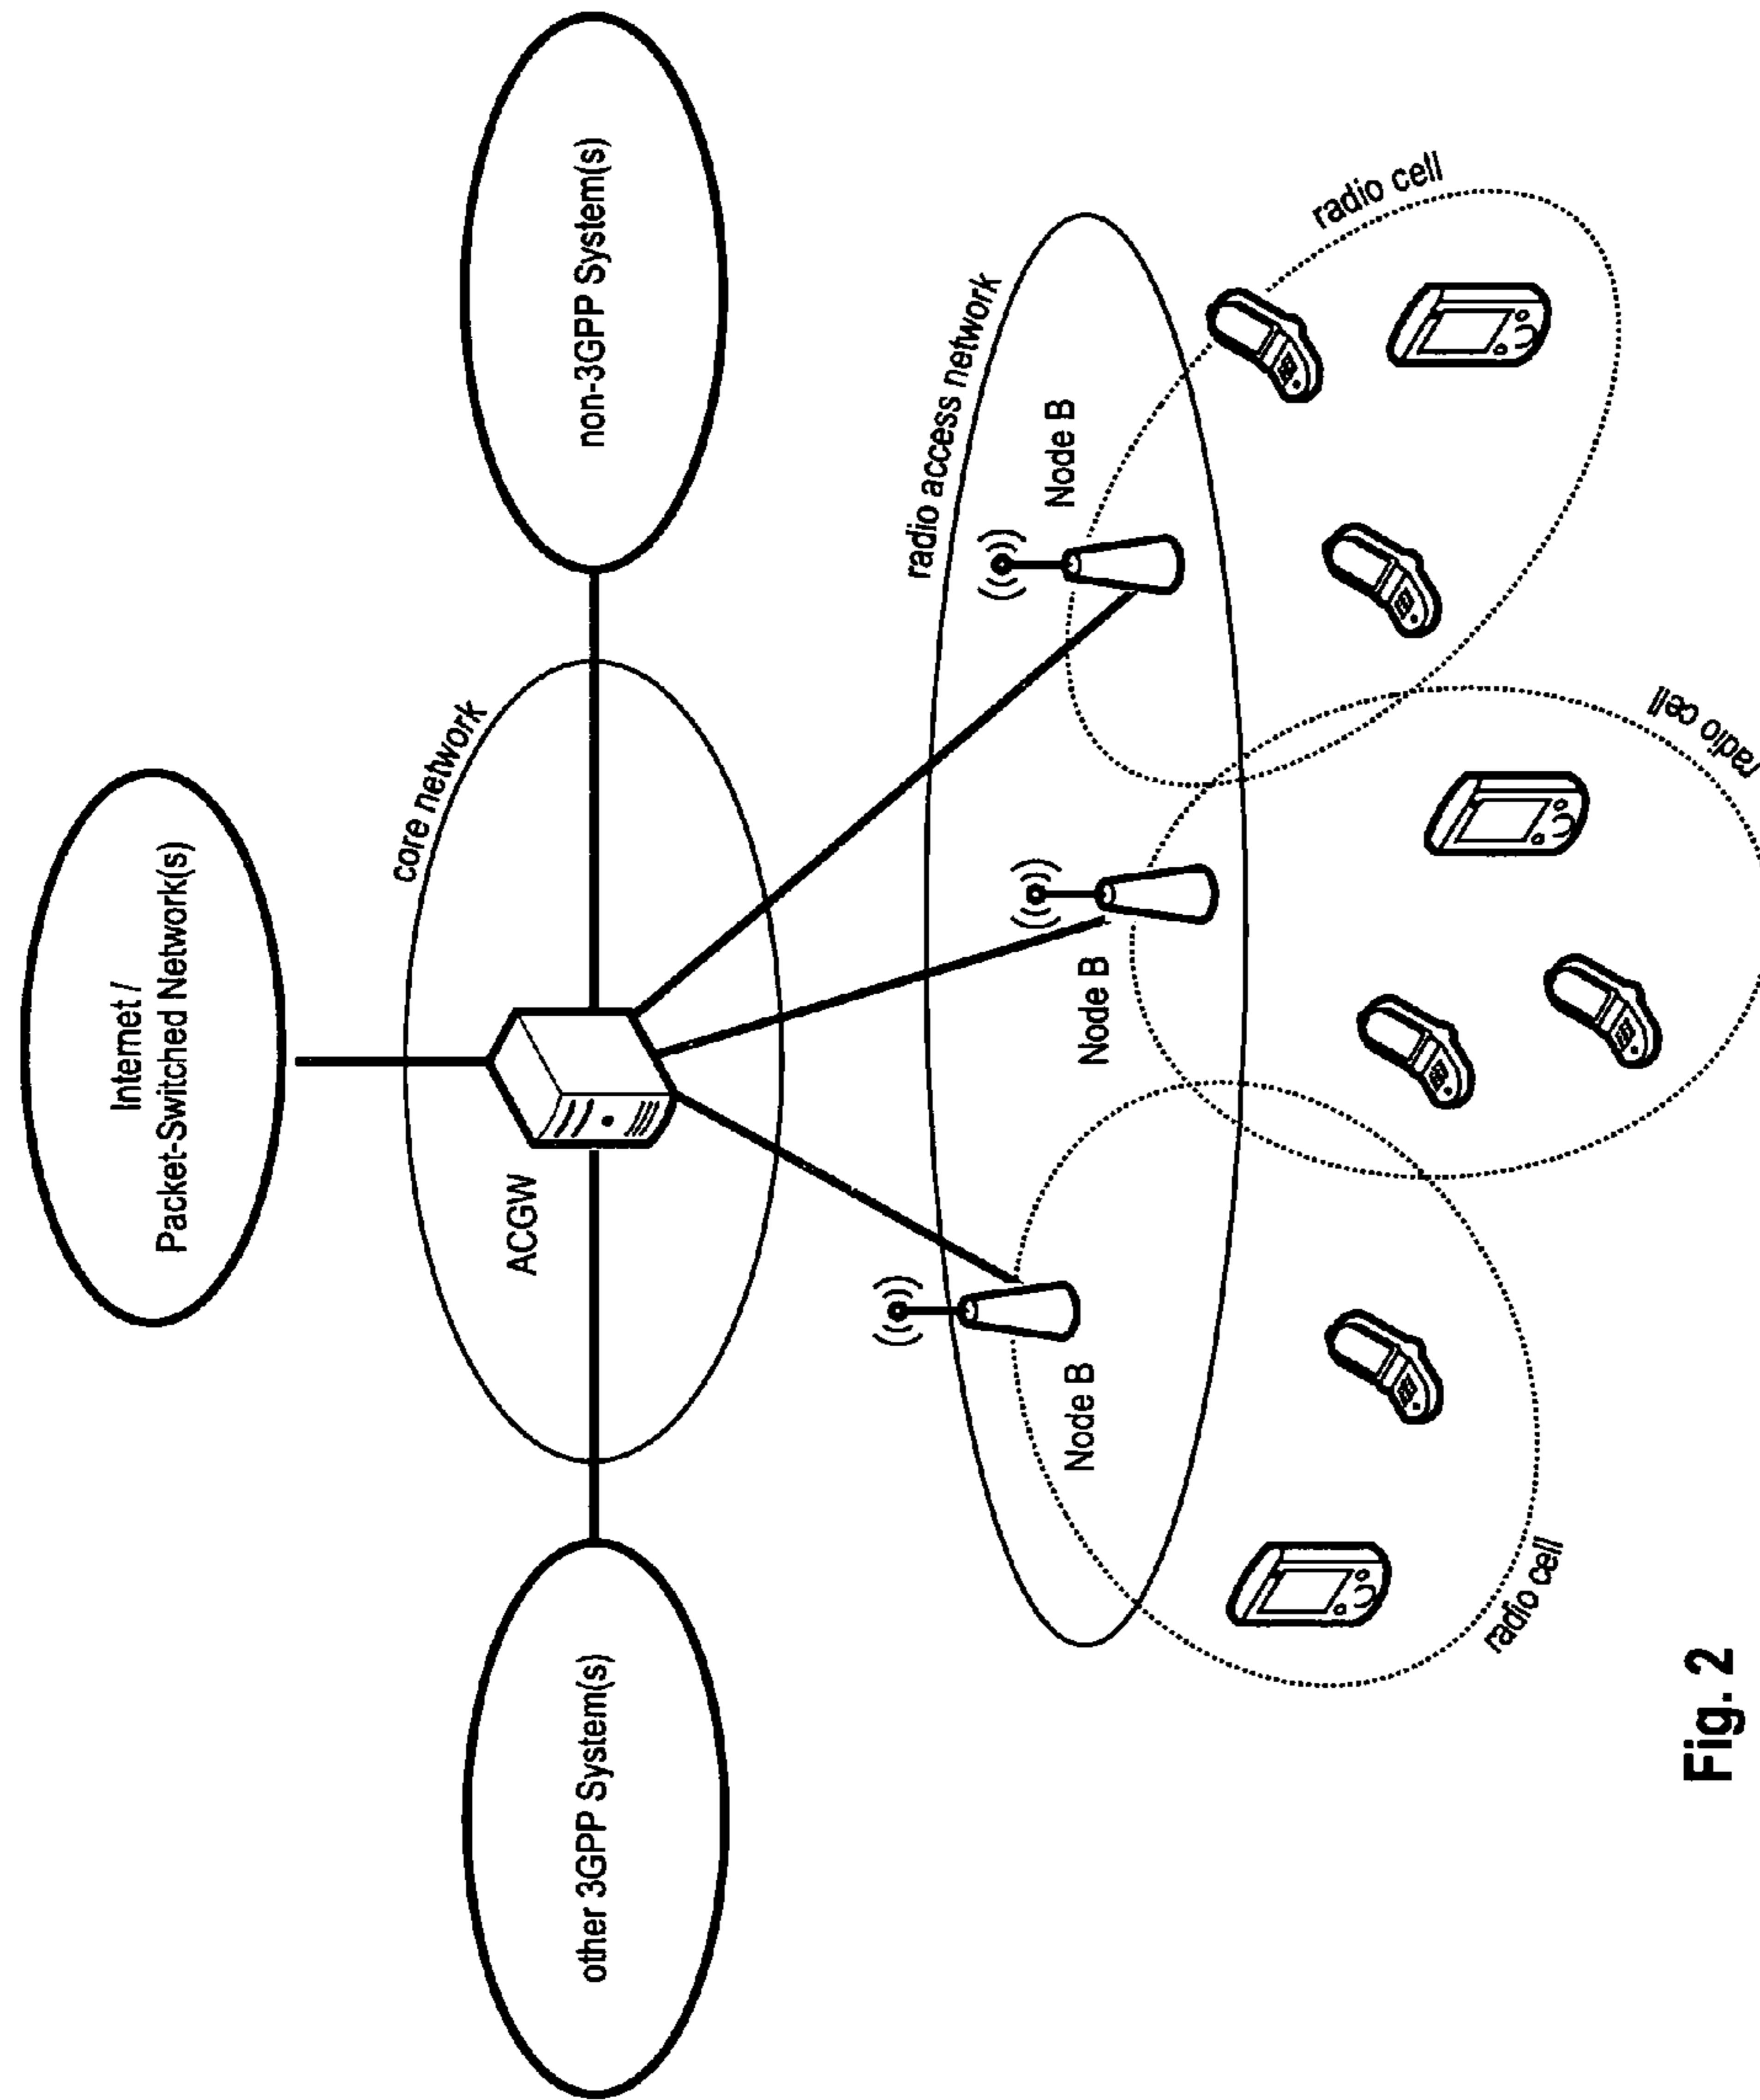 Internet /
Packet-Switched Network(s)
core network
ACGW
other 3GPP System(s)
non-3GPP System(s)
radio access network
Node B
Node B
Node B
radio cell
radio cell
radio cell
Fig. 2